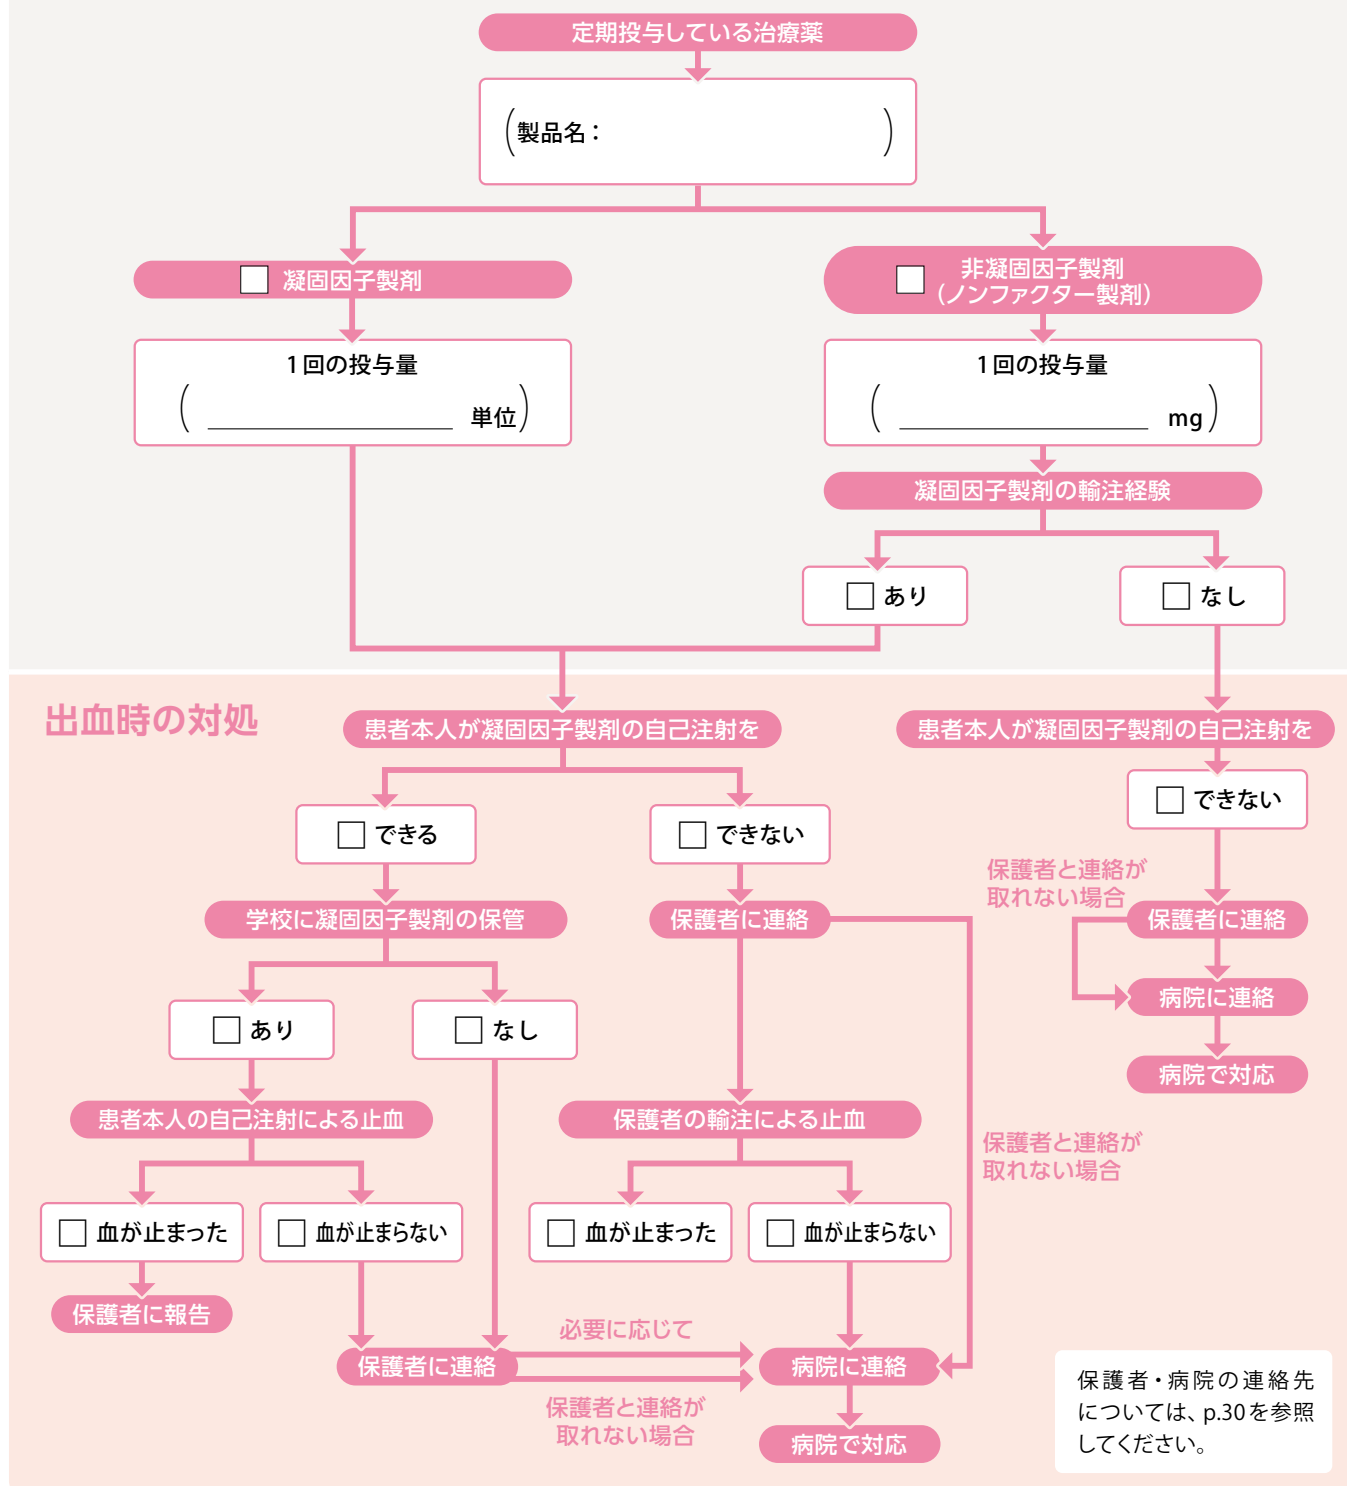 定期投与している治療薬
(製品名：　　　　　)
凝固因子製剤
非凝固因子製剤
(ノンファクター製剤)
1回の投与量
(　　　　　単位)
1回の投与量
(　　　　　mg)
凝固因子製剤の輸注経験
あり
なし
出血時の対処
患者本人が凝固因子製剤の自己注射を
患者本人が凝固因子製剤の自己注射を
できる
できない
できない
保護者と連絡が
取れない場合
学校に凝固因子製剤の保管
保護者に連絡
保護者に連絡
病院に連絡
あり
なし
病院で対応
患者本人の自己注射による止血
保護者の輸注による止血
保護者と連絡が
取れない場合
血が止まった
血が止まらない
血が止まった
血が止まらない
保護者に報告
必要に応じて
保護者に連絡
病院に連絡
保護者と連絡が
取れない場合
病院で対応
保護者・病院の連絡先
については、p.30を参照
してください。